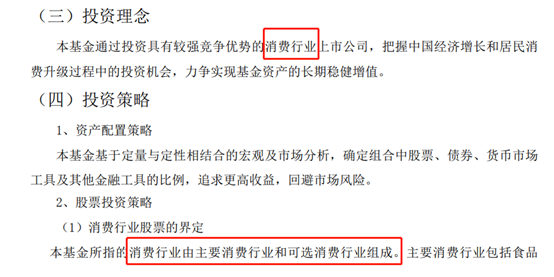 （三）投资理念
本基金通过投资具有较强竞争优势的消费行业上市公司，把握中国经济增长和居民消
费升级过程中的投资机会，力争实现基金资产的长期稳健增值。
（四）投资策略
1、资产配置策略
本基金基于定量与定性相结合的宏观及市场分析，确定组合中股票、债券、货币市场
工具及其他金融工具的比例，追求更高收益，回避市场风险。
2、股票投资策略
（1）消费行业股票的界定
本基金所指的消费行业由主要消费行业和可选消费行业组成。主要消费行业包括食品